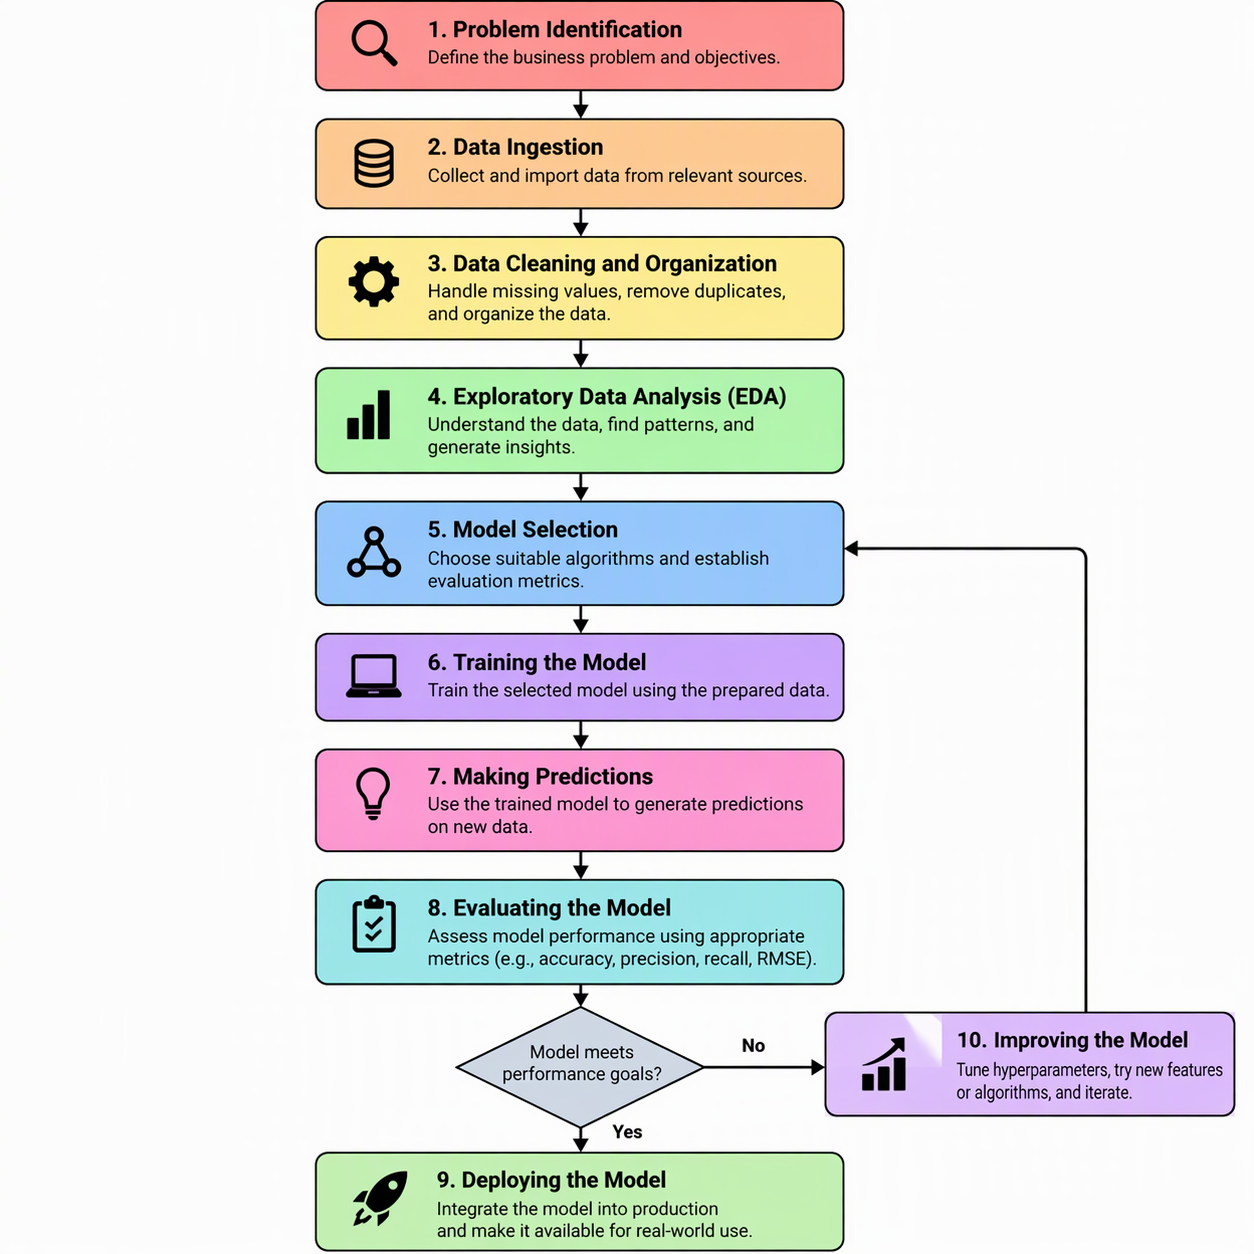 1. Problem Identification
Define the business problem and objectives.
2. Data Ingestion
Collect and import data from relevant sources.
3. Data Cleaning and Organization
Handle missing values, remove duplicates,
and organize the data.
4. Exploratory Data Analysis (EDA)
Understand the data, find patterns, and
generate insights.
5. Model Selection
Choose suitable algorithms and establish
evaluation metrics.
6. Training the Model
Train the selected model using the prepared data.
7. Making Predictions
Use the trained model to generate predictions
on new data.
8. Evaluating the Model
Assess model performance using appropriate
metrics (e.g., accuracy, precision, recall, RMSE).
Model meets
performance goals?
No
10. Improving the Model
Tune hyperparameters, try new features
or algorithms, and iterate.
Yes
9. Deploying the Model
Integrate the model into production
and make it available for real-world use.